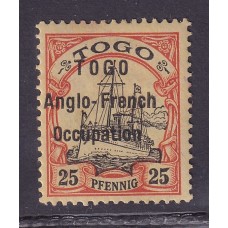 TOGO
TOGO
Anglo-French
Occupation
25 PFENNIG 25